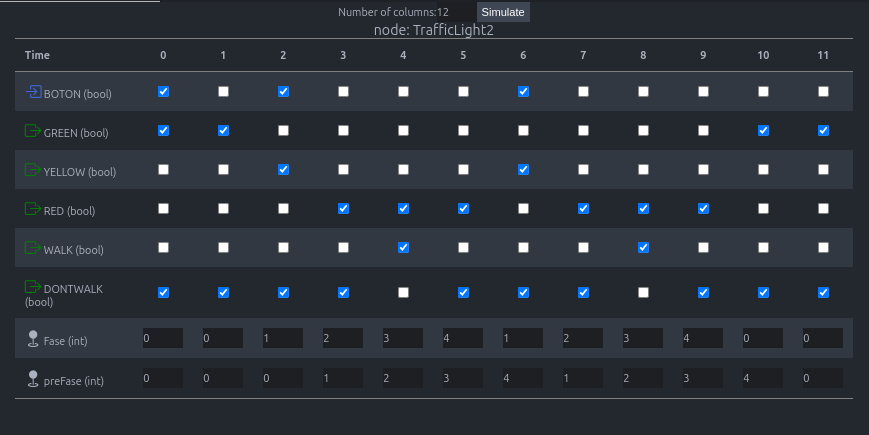 Number of columns:12 Simulate
node: TrafficLight2
Time 0 1 2 3 4 5 6 7 8 9 10 11
BOTON (bool)
GREEN (bool)
YELLOW (bool)
RED (bool)
WALK (bool)
DONTWALK
(bool)
Fase (int) 0 0 1 2 3 4 1 2 3 4 0 0
preFase (int) 0 0 0 1 2 3 4 1 2 3 4 0